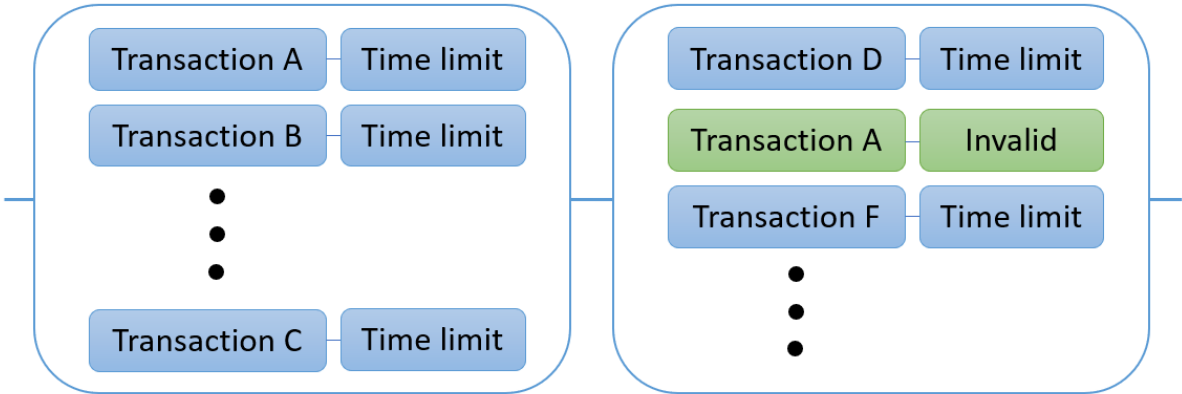 Transaction A Time limit
Transaction B Time limit
Transaction C Time limit
Transaction D Time limit
Transaction A Invalid
Transaction F Time limit